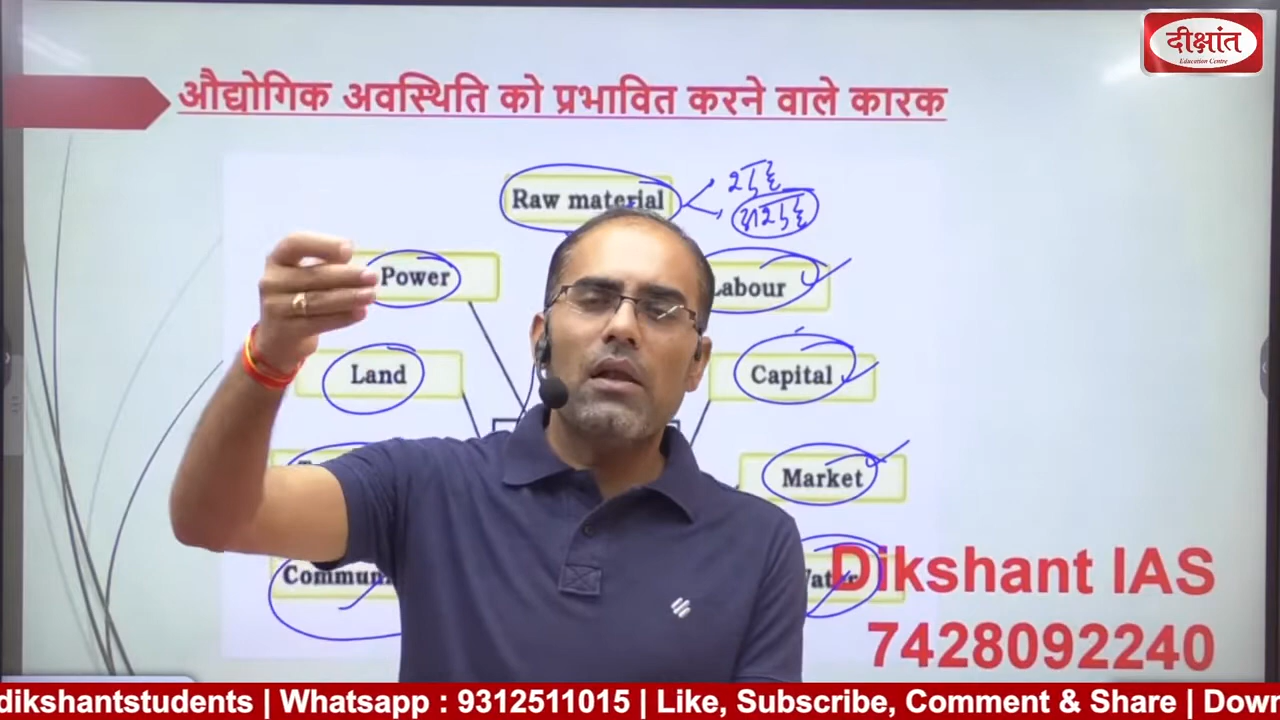 दीक्षांत
Education Centre
औद्योगिक अवस्थिति को प्रभावित करने वाले कारक
Raw material
शुद्ध
अशुद्ध
Power
Labour
Land
Capital
Market
Dikshant IAS
7428092240
dikshantstudents | Whatsapp : 9312511015 | Like, Subscribe, Comment & Share |